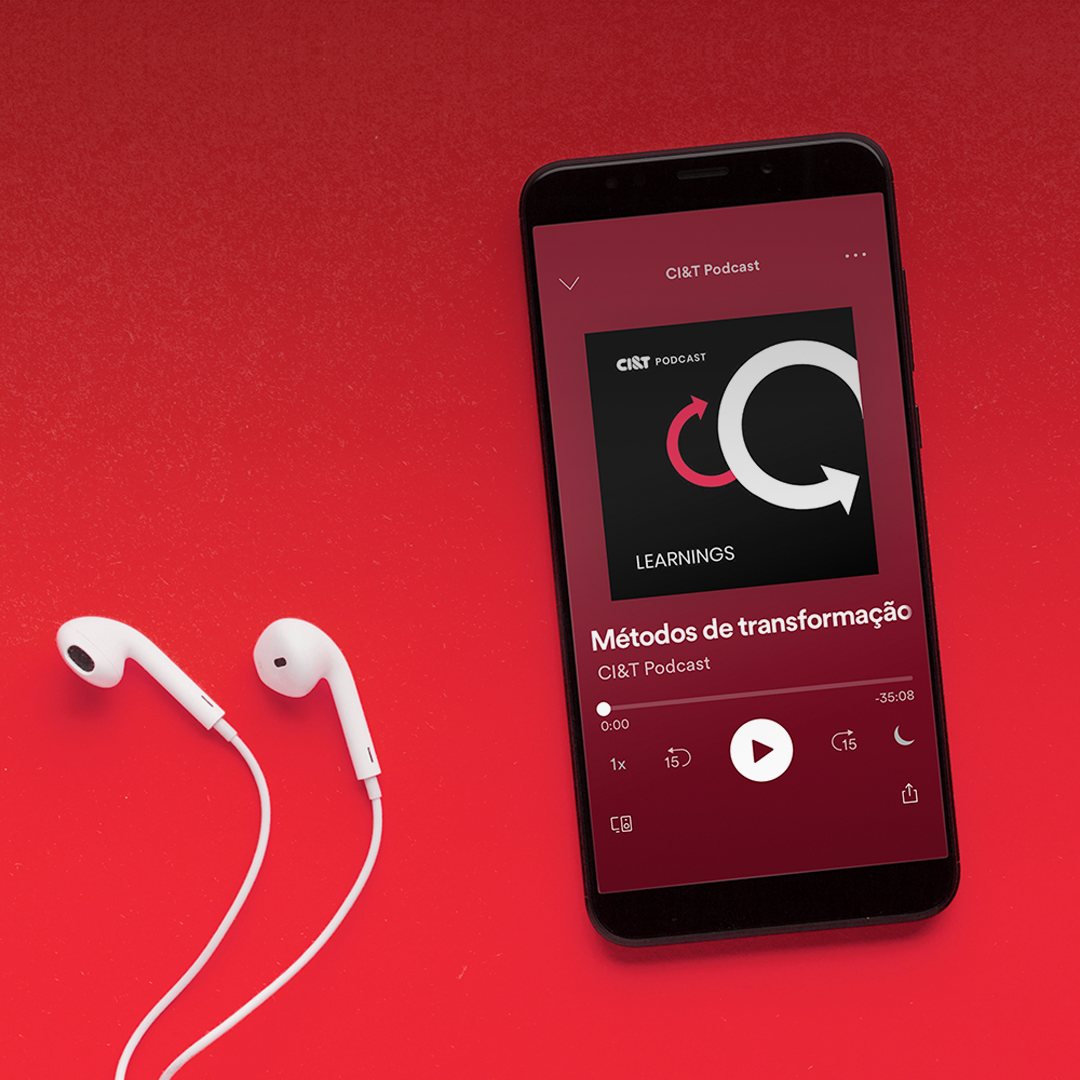 CI&T Podcast
CI&T PODCAST
LEARNINGS
Métodos de transformação
CI&T Podcast
0:00
-35:08
1x
15
15